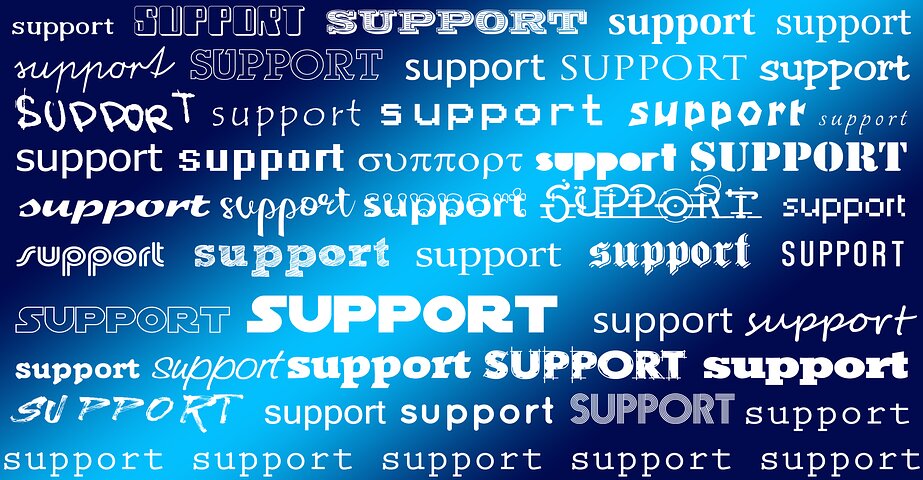 support SUPPORT SUPPORT support support
support SUPPORT support SUPPORT support
SUPPORT support support support support
support support συππορτ support SUPPORT
support support support SUPPORT support
support support support support SUPPORT
SUPPORT SUPPORT support support
support support support SUPPORT support
SUPPORT support support SUPPORT support
support support support support support